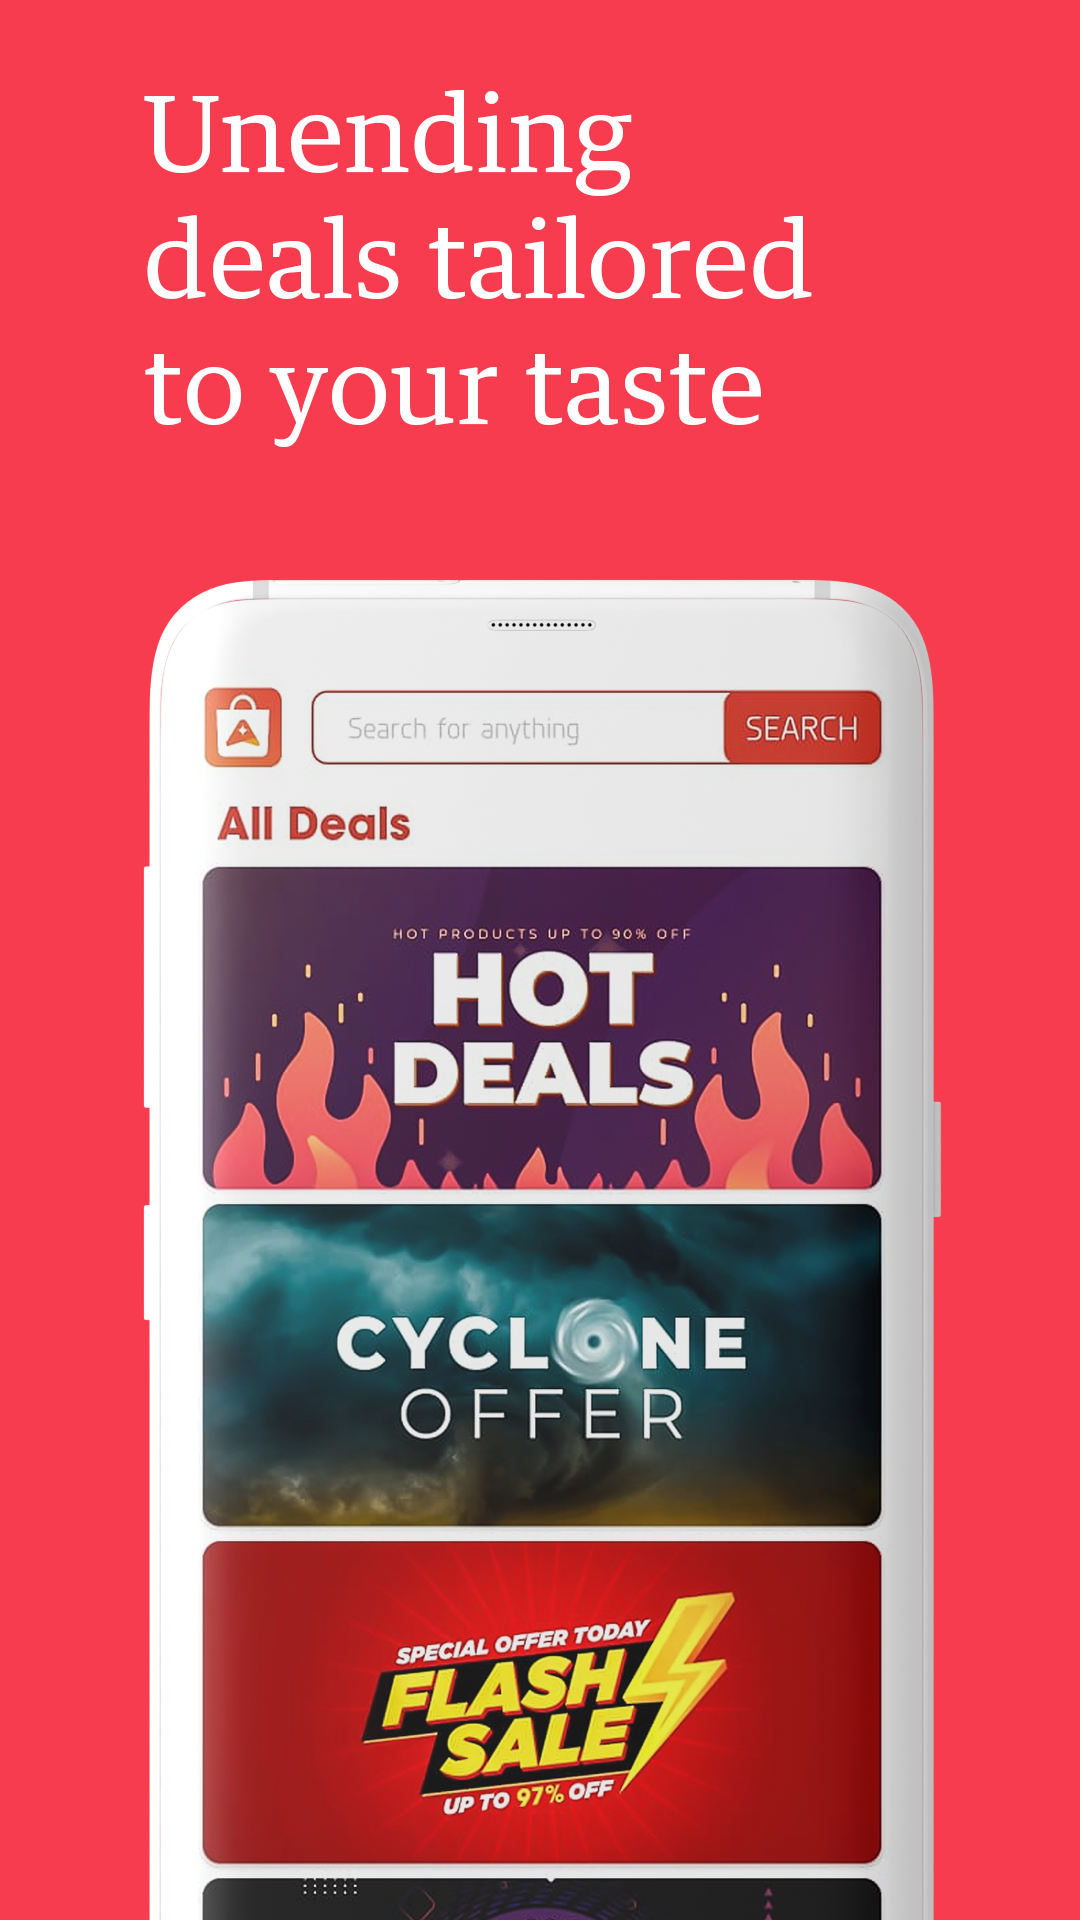 Unending
deals tailored
to your taste
Search for anything
SEARCH
All Deals
HOT PRODUCTS UP TO 90% OFF
HOT
DEALS
CYCLONE
OFFER
SPECIAL OFFER TODAY
FLASH
SALE
UP TO 97% OFF